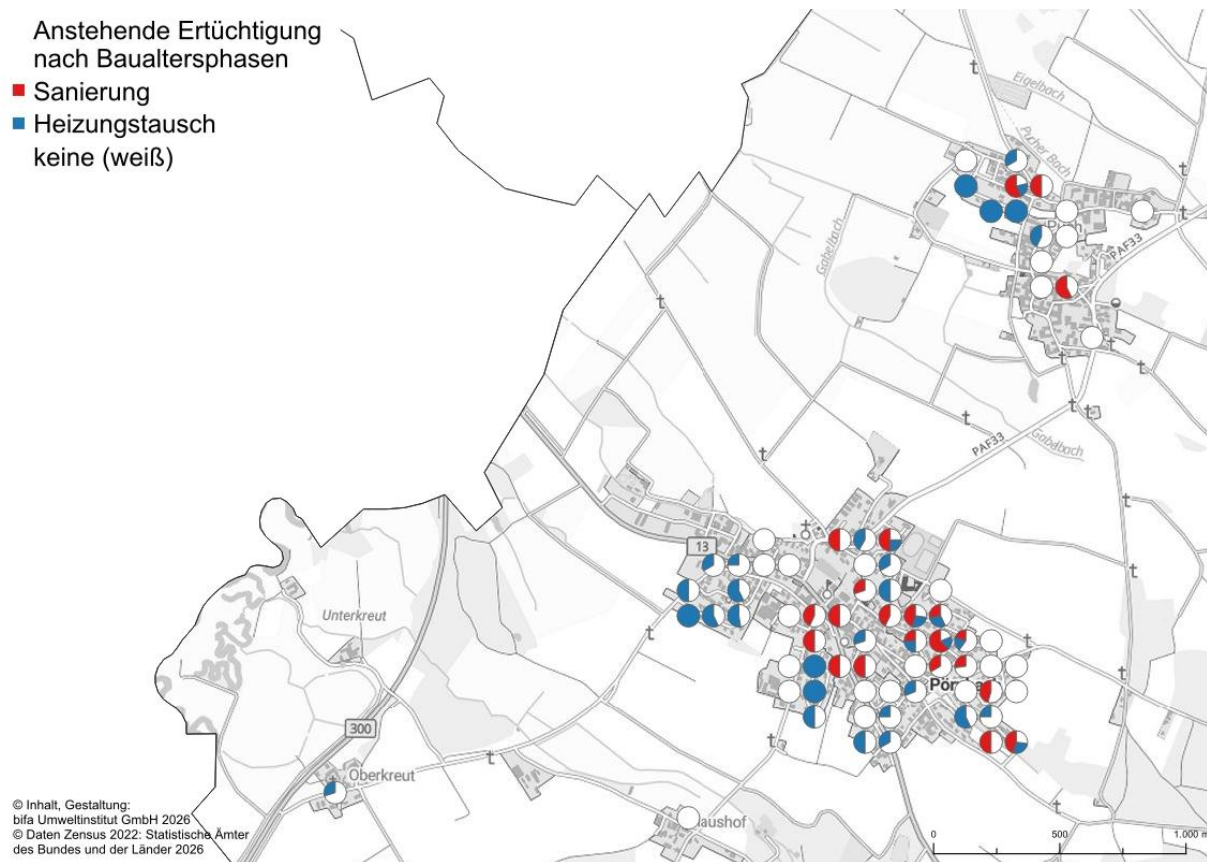 Anstehende Ertüchtigung
nach Baualtersphasen
Sanierung
Heizungstausch
keine (weiß)
Eigelbach
Pucher Bach
Gabelbach
PAF33
Gabelbach
PAF33
13
Unterkreut
300
Oberkreut
© Inhalt, Gestaltung:
bifa Umweltinstitut GmbH 2026
© Daten Zensus 2022: Statistische Ämter
des Bundes und der Länder 2026
0 500 1.000 m